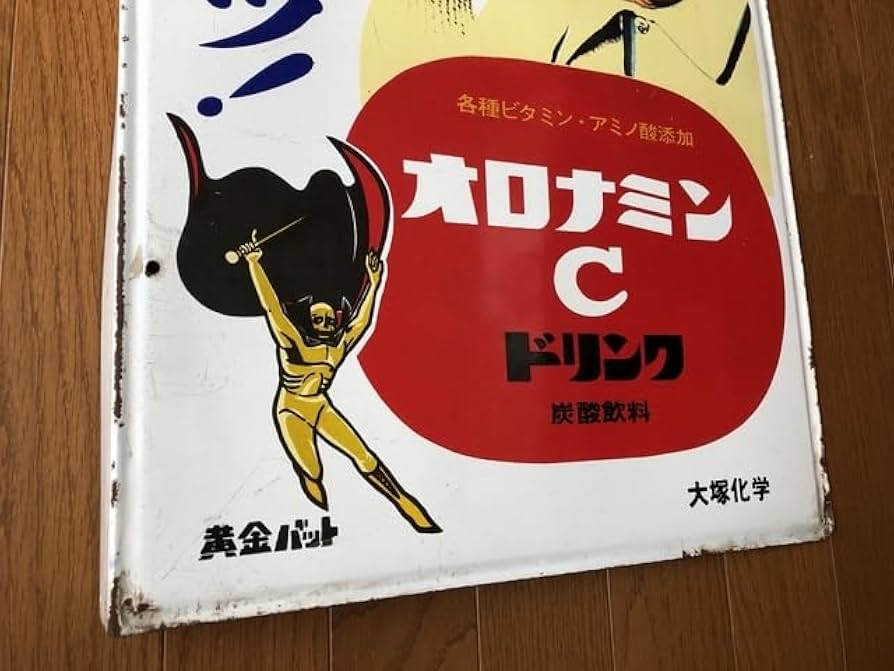 ツ!
各種ビタミン・アミノ酸添加
オロナミン
C
ドリンク
炭酸飲料
大塚化学
黄金バット